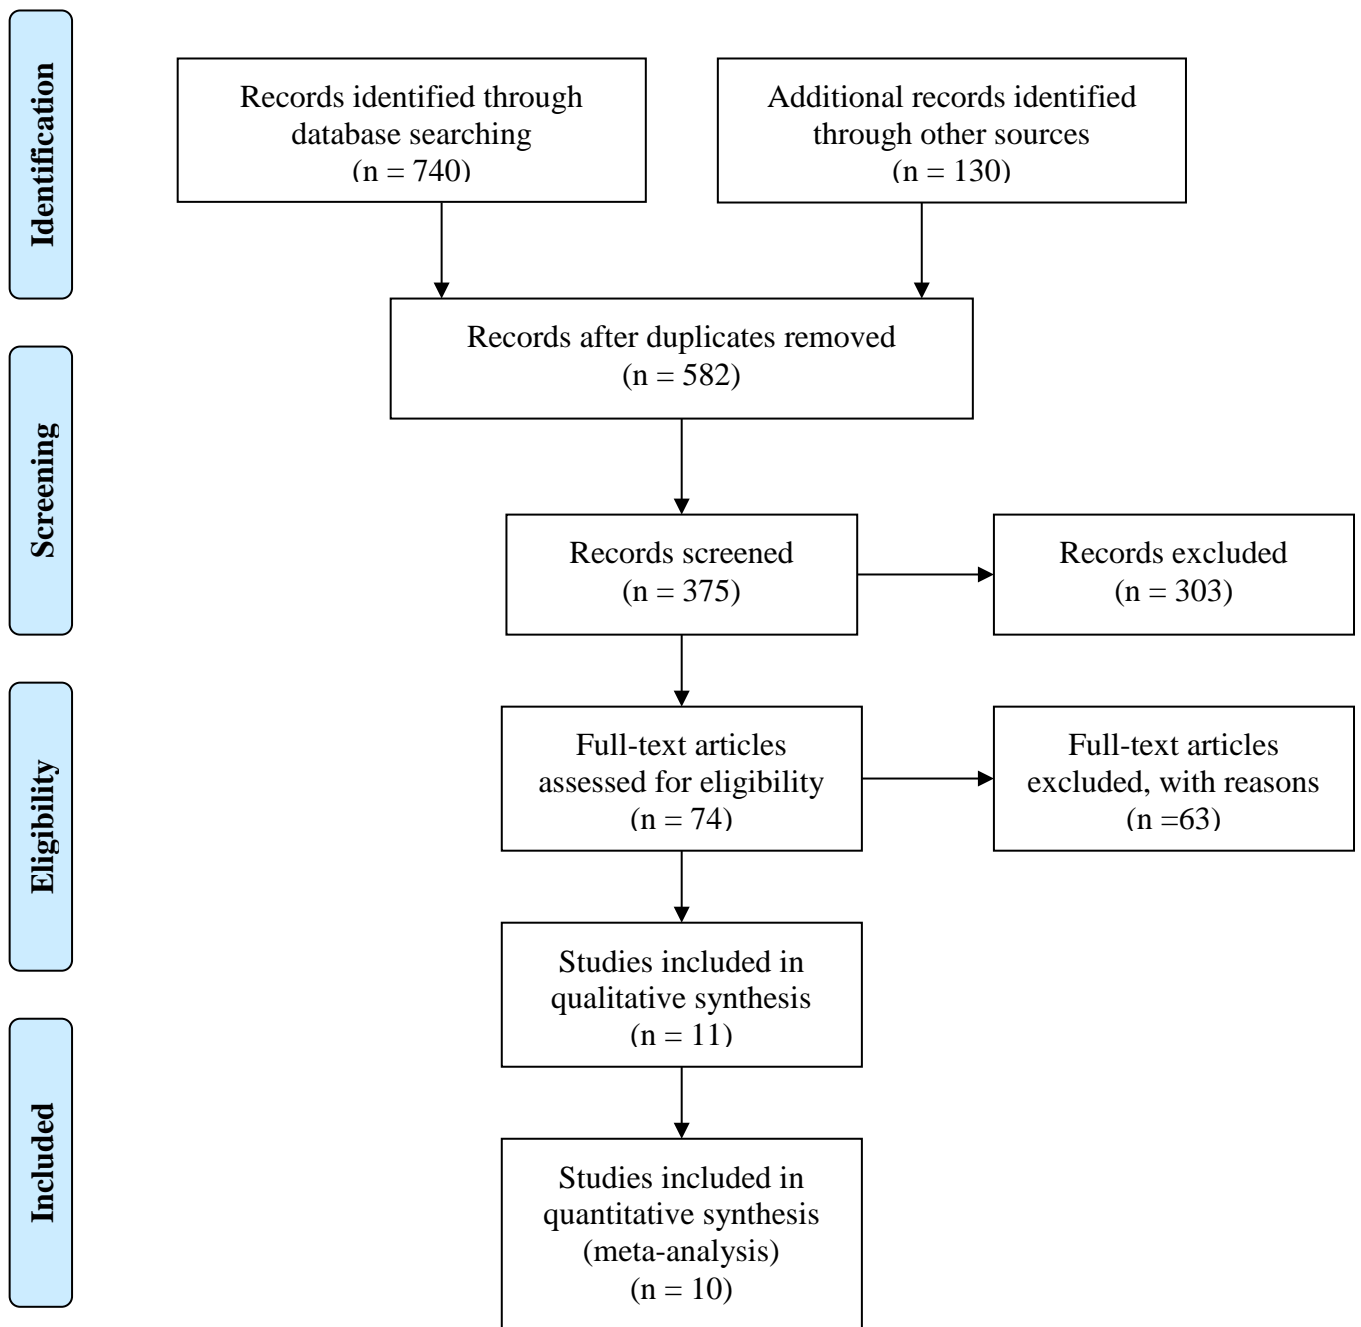 Identification
Records identified through
database searching
(n = 740)
Additional records identified
through other sources
(n = 130)
Records after duplicates removed
(n = 582)
Screening
Records screened
(n = 375)
Records excluded
(n = 303)
Eligibility
Full-text articles
assessed for eligibility
(n = 74)
Full-text articles
excluded, with reasons
(n =63)
Studies included in
qualitative synthesis
(n = 11)
Included
Studies included in
quantitative synthesis
(meta-analysis)
(n = 10)